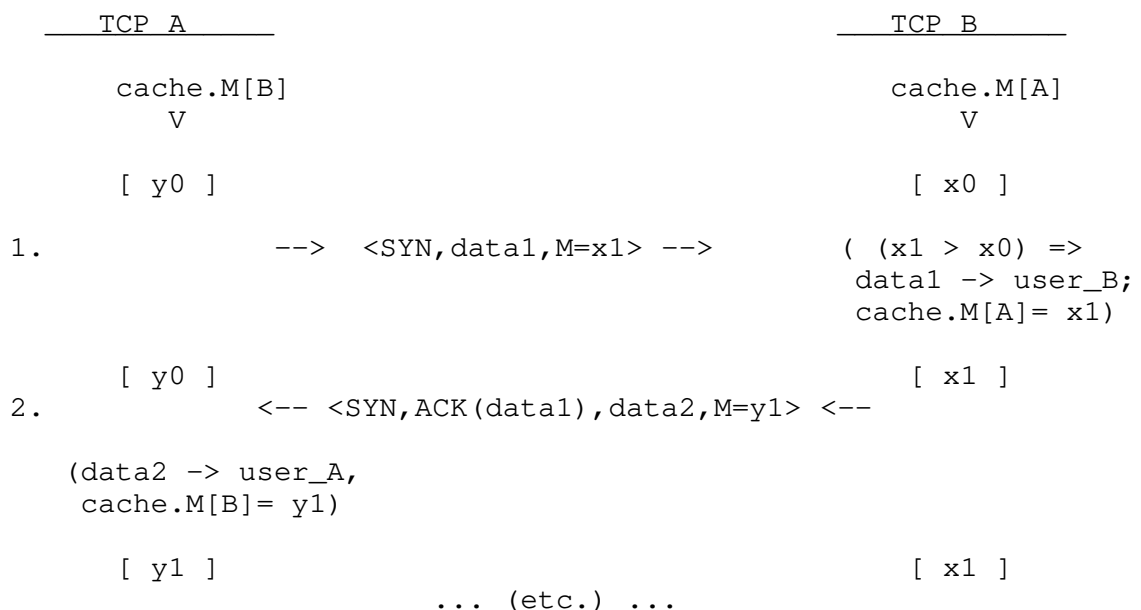 TCP A                                  TCP B
cache.M[B]                             cache.M[A]
V                                      V
[ y0 ]                                 [ x0 ]
1.            --> <SYN,data1,M=x1> -->       ( (x1 > x0) =>
data1 -> user_B;
cache.M[A]= x1)
[ y0 ]                                 [ x1 ]
2.            <-- <SYN,ACK(data1),data2,M=y1> <--
(data2 -> user_A,
cache.M[B]= y1)
[ y1 ]                                 [ x1 ]
... (etc.) ...